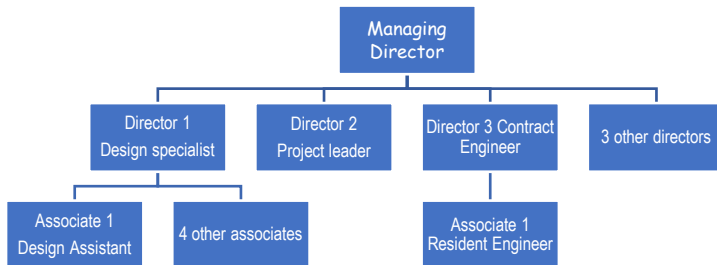 Managing
Director
Director 1
Design specialist
Director 2
Project leader
Director 3 Contract
Engineer
3 other directors
Associate 1
Design Assistant
4 other associates
Associate 1
Resident Engineer